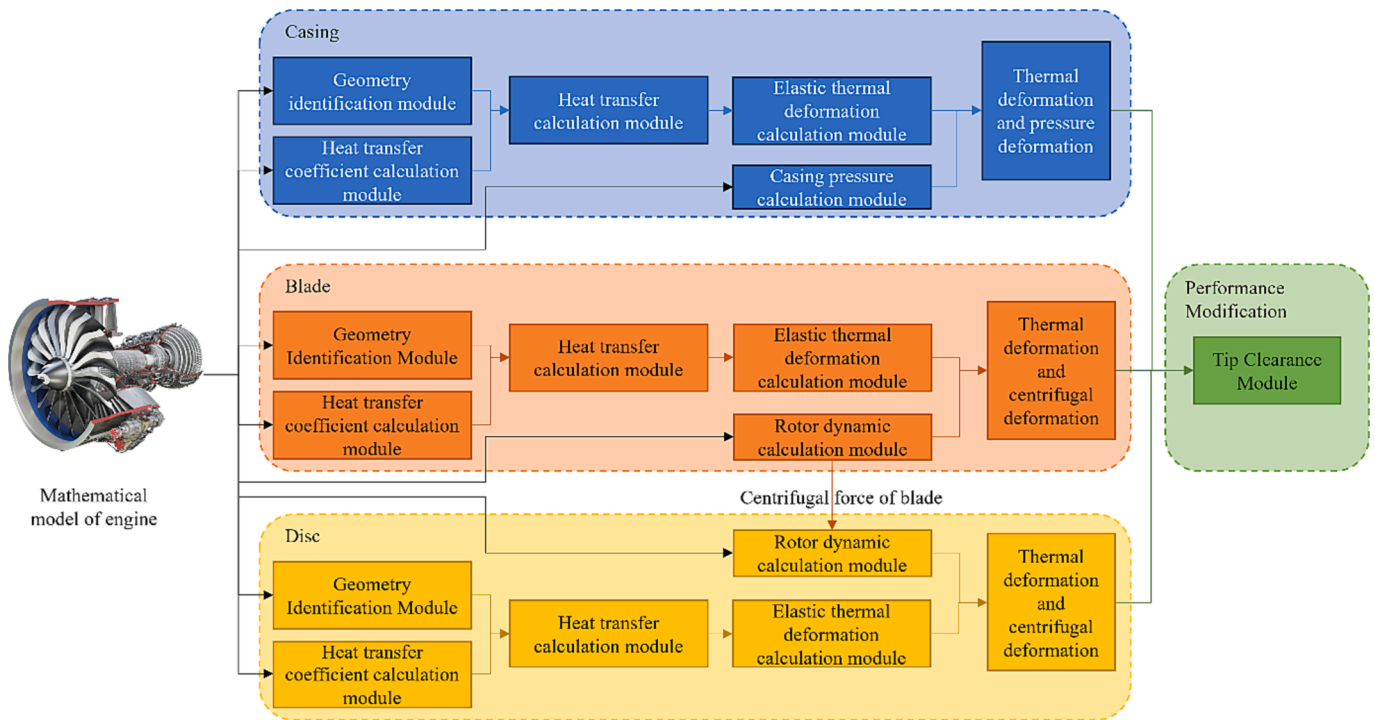 Casing
Geometry
identification module
Heat transfer
coefficient calculation
module
Heat transfer
calculation module
Elastic thermal
deformation
calculation module
Casing pressure
calculation module
Thermal
deformation
and pressure
deformation
Blade
Geometry
Identification Module
Heat transfer
coefficient calculation
module
Heat transfer
calculation module
Elastic thermal
deformation
calculation module
Rotor dynamic
calculation module
Thermal
deformation
and
centrifugal
deformation
Performance
Modification
Tip Clearance
Module
Mathematical
model of engine
Centrifugal force of blade
Disc
Geometry
Identification Module
Heat transfer
coefficient calculation
module
Heat transfer
calculation module
Rotor dynamic
calculation module
Elastic thermal
deformation
calculation module
Thermal
deformation
and
centrifugal
deformation